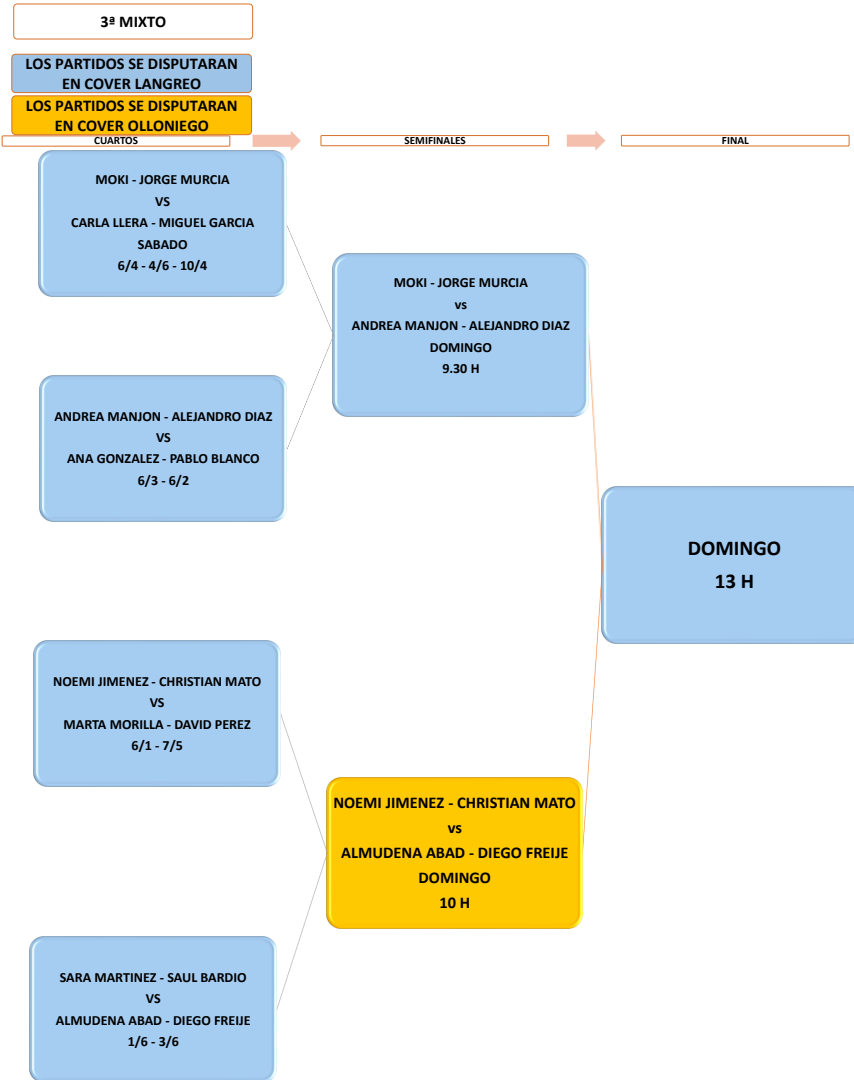 3ª MIXTO
LOS PARTIDOS SE DISPUTARAN
EN COVER LANGREO
LOS PARTIDOS SE DISPUTARAN
EN COVER OLLONIEGO
CUARTOS
SEMIFINALES
FINAL
MOKI - JORGE MURCIA
VS
CARLA LLERA - MIGUEL GARCIA
SABADO
6/4 - 4/6 - 10/4
ANDREA MANJON - ALEJANDRO DIAZ
VS
ANA GONZALEZ - PABLO BLANCO
6/3 - 6/2
NOEMI JIMENEZ - CHRISTIAN MATO
VS
MARTA MORILLA - DAVID PEREZ
6/1 - 7/5
SARA MARTINEZ - SAUL BARDIO
VS
ALMUDENA ABAD - DIEGO FREIJE
1/6 - 3/6
MOKI - JORGE MURCIA
vs
ANDREA MANJON - ALEJANDRO DIAZ
DOMINGO
9.30 H
NOEMI JIMENEZ - CHRISTIAN MATO
vs
ALMUDENA ABAD - DIEGO FREIJE
DOMINGO
10 H
DOMINGO
13 H